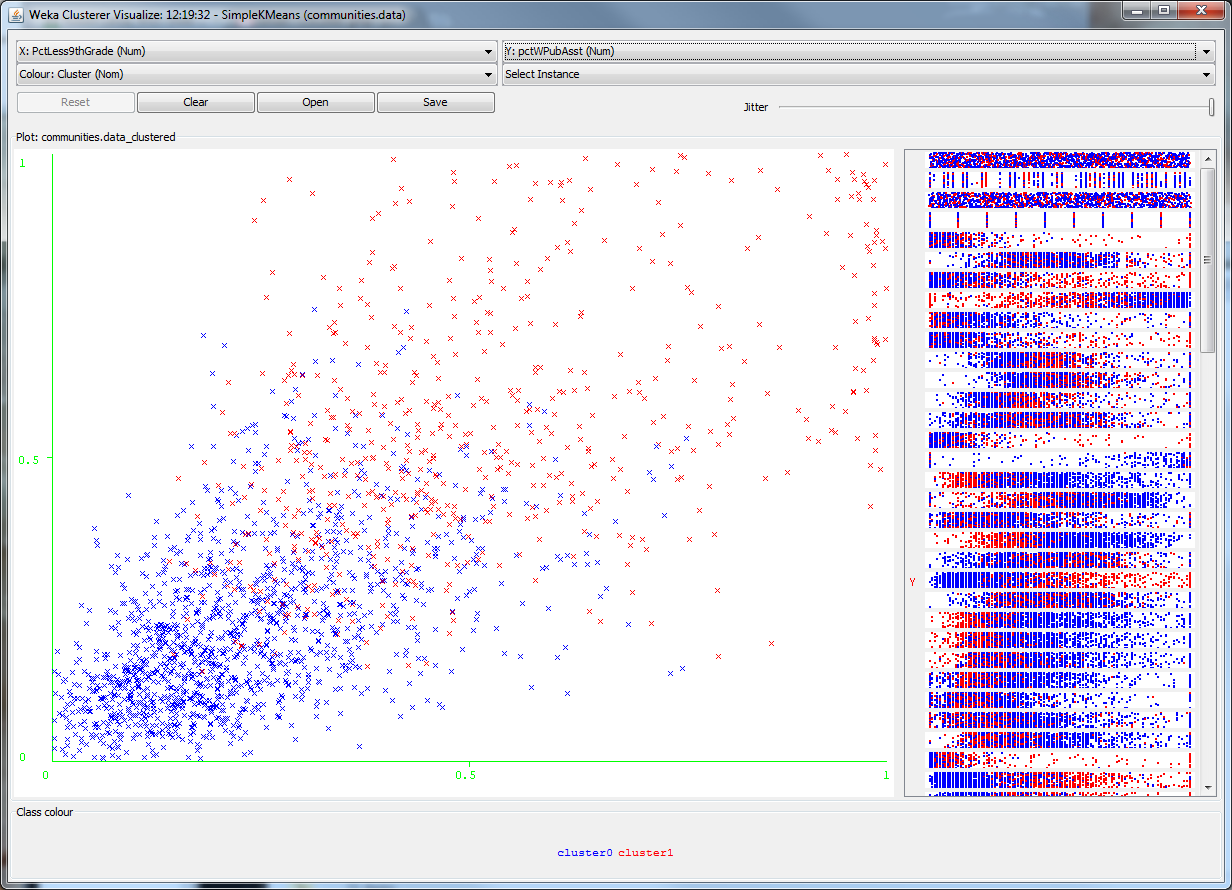 Weka Clusterer Visualize: 12:19:32 - SimpleKMeans (communities.data)
X: PctLess9thGrade (Num) Y: pctWPubAsst (Num)
Colour: Cluster (Nom) Select Instance
Reset Clear Open Save Jitter
Plot: communities.data_clustered
1
0.5
Y
0
0 0.5 1
Class colour
cluster0 cluster1